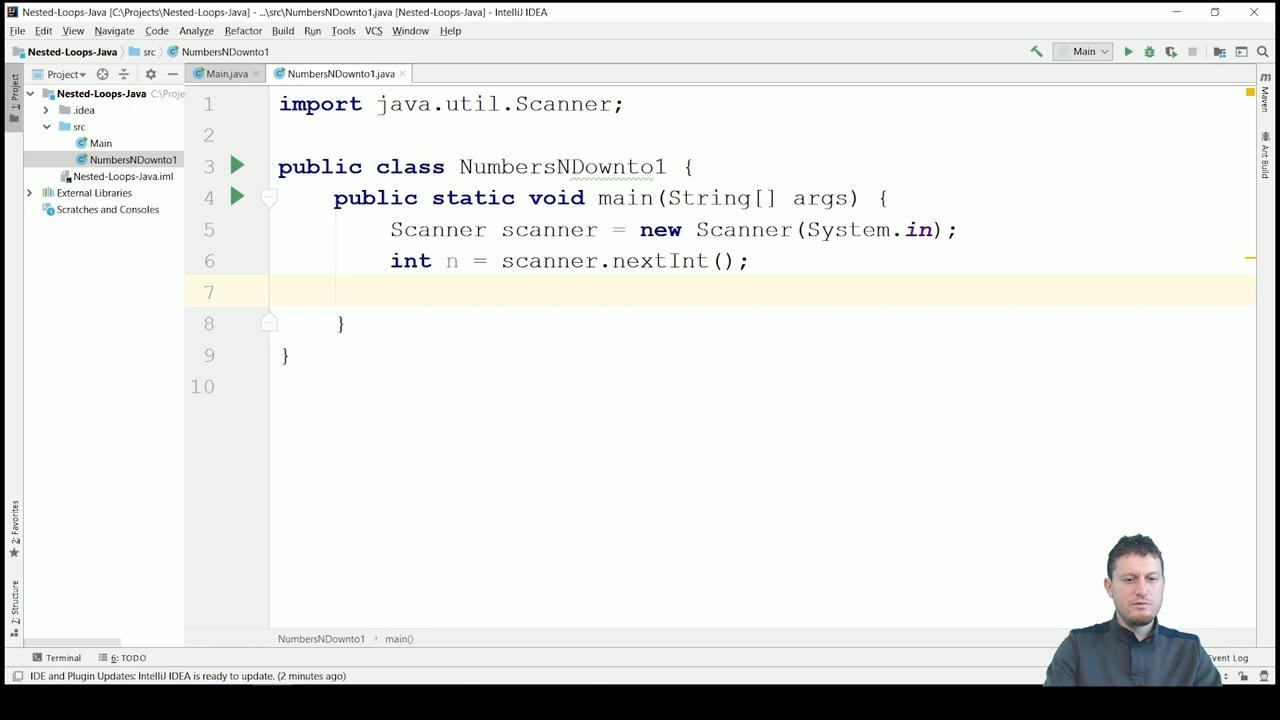 Nested-Loops-Java [C:\Projects\Nested-Loops-Java] - ...\src\NumbersNDownto1.java [Nested-Loops-Java] - IntelliJ IDEA
File Edit View Navigate Code Analyze Refactor Build Run Tools VCS Window Help
Nested-Loops-Java src NumbersNDownto1 Main
Project Main.java NumbersNDownto1.java
1: Project
Nested-Loops-Java C:\Proje
.idea
src
Main
NumbersNDownto1
Nested-Loops-Java.iml
External Libraries
Scratches and Consoles
1 import java.util.Scanner;
2
3 public class NumbersNDownto1 {
4 public static void main(String[] args) {
5 Scanner scanner = new Scanner(System.in);
6 int n = scanner.nextInt();
7
8 }
9 }
10
Maven
Ant Build
2: Favorites
Z: Structure
NumbersNDownto1 main()
Terminal 6: TODO Event Log
IDE and Plugin Updates: IntelliJ IDEA is ready to update. (2 minutes ago)